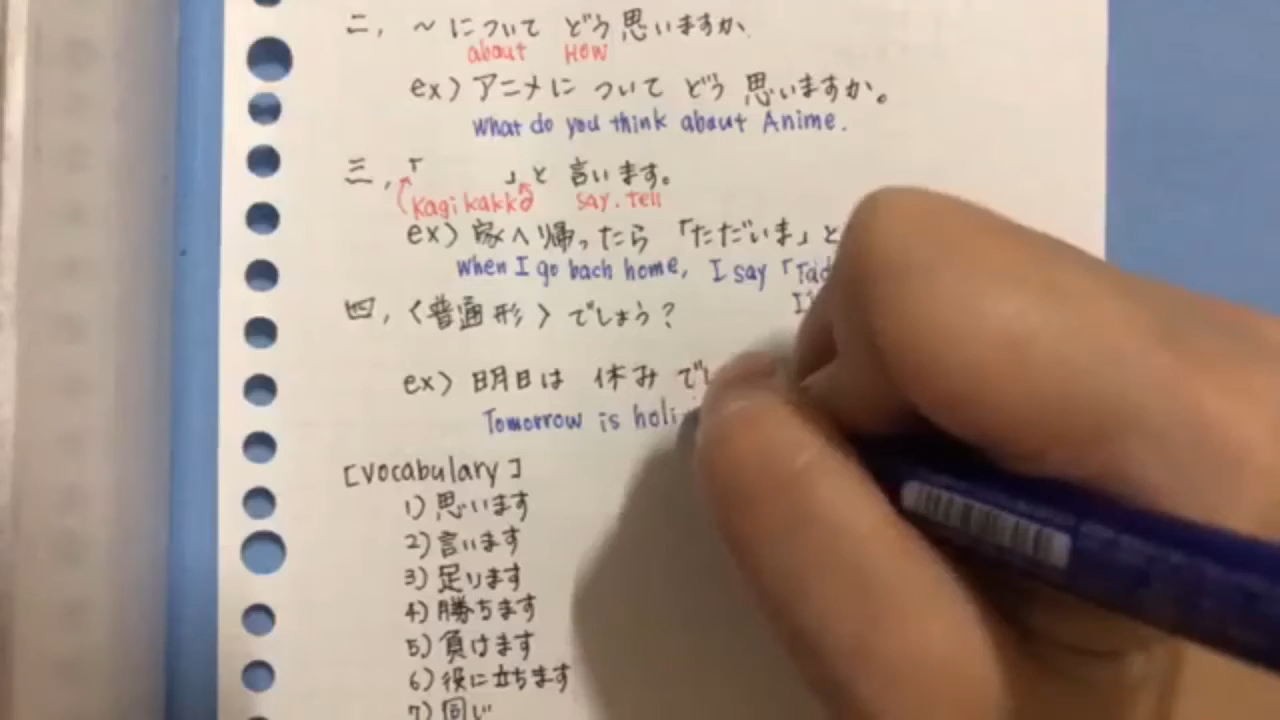 二, ～について どう思いますか、
about How
ex) アニメに ついて どう 思いますか。
What do you think about Anime.
三, 「 」と 言います。
Kagi kakko say. tell
ex) 家へ帰ったら 「ただいま」と
When I go bach home, I say 「Tad
四, 〈普通形〉でしょう?
ex) 明日は 休み でし
Tomorrow is holi
[Vocabulary]
1) 思います
2) 言います
3) 足ります
4) 勝ちます
5) 負けます
6) 役に立ちます
7) 同じ